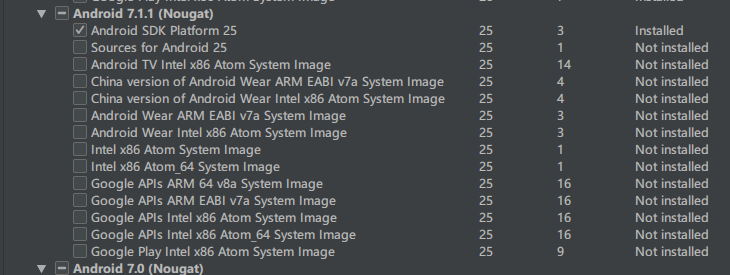 Android 7.1.1 (Nougat)
Android SDK Platform 25 25 3 Installed
Sources for Android 25 25 1 Not installed
Android TV Intel x86 Atom System Image 25 14 Not installed
China version of Android Wear ARM EABI v7a System Image 25 4 Not installed
China version of Android Wear Intel x86 Atom System Image 25 4 Not installed
Android Wear ARM EABI v7a System Image 25 3 Not installed
Android Wear Intel x86 Atom System Image 25 3 Not installed
Intel x86 Atom System Image 25 1 Not installed
Intel x86 Atom_64 System Image 25 1 Not installed
Google APIs ARM 64 v8a System Image 25 16 Not installed
Google APIs ARM EABI v7a System Image 25 16 Not installed
Google APIs Intel x86 Atom System Image 25 16 Not installed
Google APIs Intel x86 Atom_64 System Image 25 16 Not installed
Google Play Intel x86 Atom System Image 25 9 Not installed
Android 7.0 (Nougat)